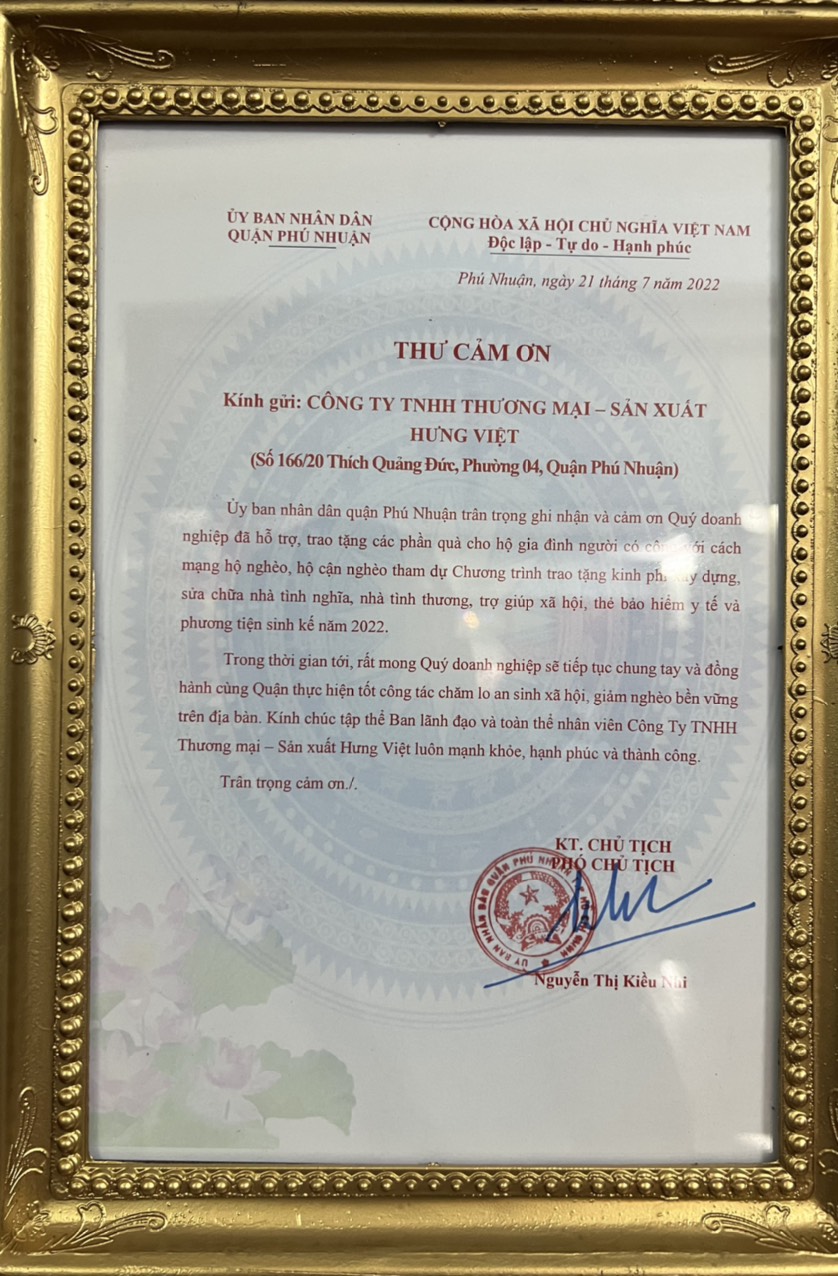 ỦY BAN NHÂN DÂN
QUẬN PHÚ NHUẬN
CỘNG HÒA XÃ HỘI CHỦ NGHĨA VIỆT NAM
Độc lập - Tự do - Hạnh phúc
Phú Nhuận, ngày 21 tháng 7 năm 2022
THƯ CẢM ƠN
Kính gửi: CÔNG TY TNHH THƯƠNG MẠI – SẢN XUẤT
HƯNG VIỆT
(Số 166/20 Thích Quảng Đức, Phường 04, Quận Phú Nhuận)
Ủy ban nhân dân quận Phú Nhuận trân trọng ghi nhận và cảm ơn Quý doanh
nghiệp đã hỗ trợ, trao tặng các phần quà cho hộ gia đình người có công với cách
mạng hộ nghèo, hộ cận nghèo tham dự Chương trình trao tặng kinh phí xây dựng,
sửa chữa nhà tình nghĩa, nhà tình thương, trợ giúp xã hội, thẻ bảo hiểm y tế và
phương tiện sinh kế năm 2022.
Trong thời gian tới, rất mong Quý doanh nghiệp sẽ tiếp tục chung tay và đồng
hành cùng Quận thực hiện tốt công tác chăm lo an sinh xã hội, giảm nghèo bền vững
trên địa bàn. Kính chúc tập thể Ban lãnh đạo và toàn thể nhân viên Công Ty TNHH
Thương mại – Sản xuất Hưng Việt luôn mạnh khỏe, hạnh phúc và thành công.
Trân trọng cảm ơn./.
KT. CHỦ TỊCH
PHÓ CHỦ TỊCH
ỦY BAN NHÂN DÂN QUẬN PHÚ NHUẬN
Nguyễn Thị Kiều Nhi